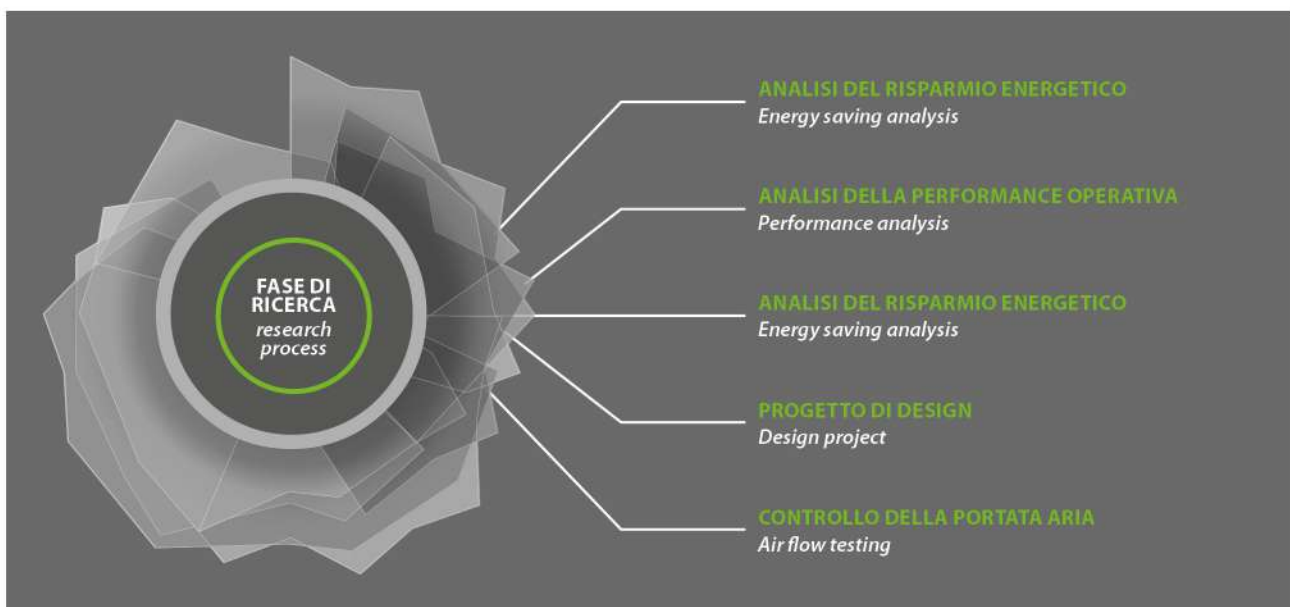 FASE DI
RICERCA
research
process
ANALISI DEL RISPARMIO ENERGETICO
Energy saving analysis
ANALISI DELLA PERFORMANCE OPERATIVA
Performance analysis
ANALISI DEL RISPARMIO ENERGETICO
Energy saving analysis
PROGETTO DI DESIGN
Design project
CONTROLLO DELLA PORTATA ARIA
Air flow testing